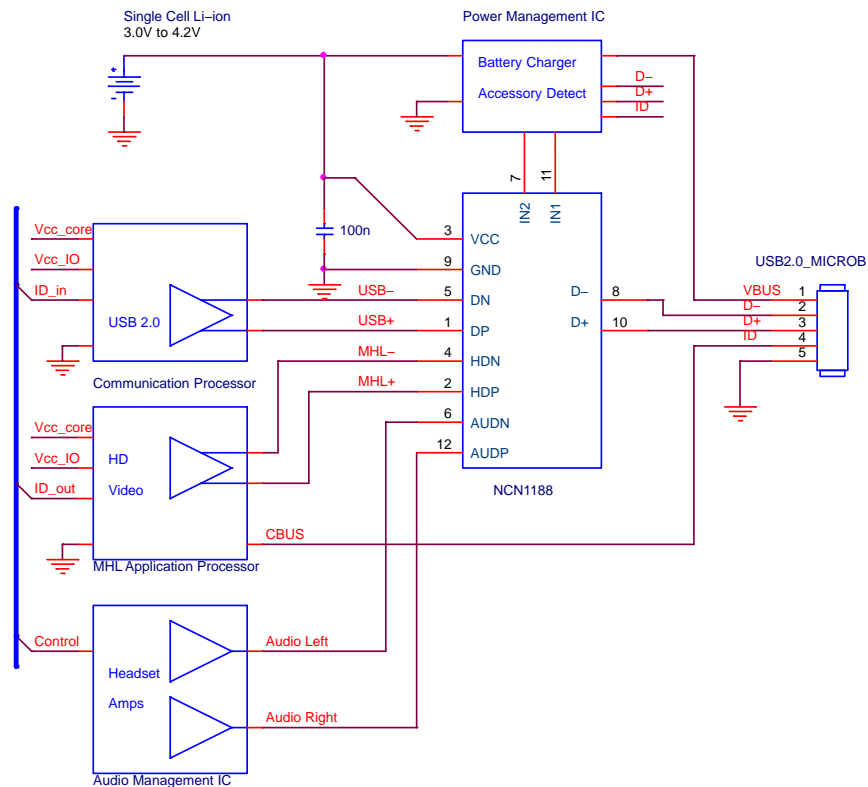 Single Cell Li–ion
3.0V to 4.2V
Power Management IC
+
-
Battery Charger
Accessory Detect
D–
D+
ID
7
11
IN2
IN1
100n
3
VCC
9
GND
5
DN
1
DP
4
HDN
2
HDP
6
AUDN
12
AUDP
D–
8
D+
10
NCN1188
USB2.0_MICROB
VBUS
1
D–
2
D+
3
ID
4
5
Vcc_core
Vcc_IO
ID_in
USB 2.0
USB–
USB+
Communication Processor
MHL–
MHL+
Vcc_core
Vcc_IO
ID_out
HD
Video
CBUS
MHL Application Processor
Control
Headset
Amps
Audio Left
Audio Right
Audio Management IC